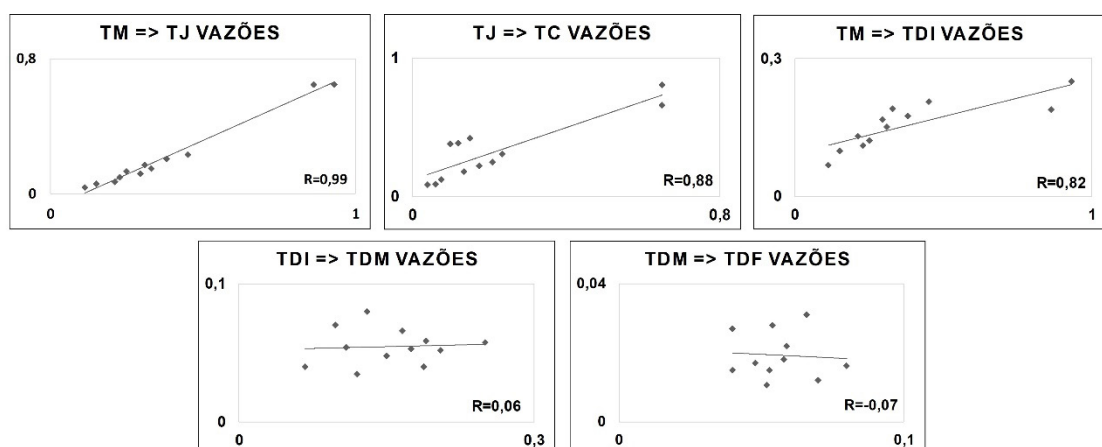 TM => TJ VAZÕES
0,8
R=0,99
0
0
1
TJ => TC VAZÕES
1
R=0,88
0
0
0,8
TM => TDI VAZÕES
0,3
R=0,82
0
0
1
TDI => TDM VAZÕES
0,1
R=0,06
0
0
0,3
TDM => TDF VAZÕES
0,04
R=-0,07
0
0
0,1